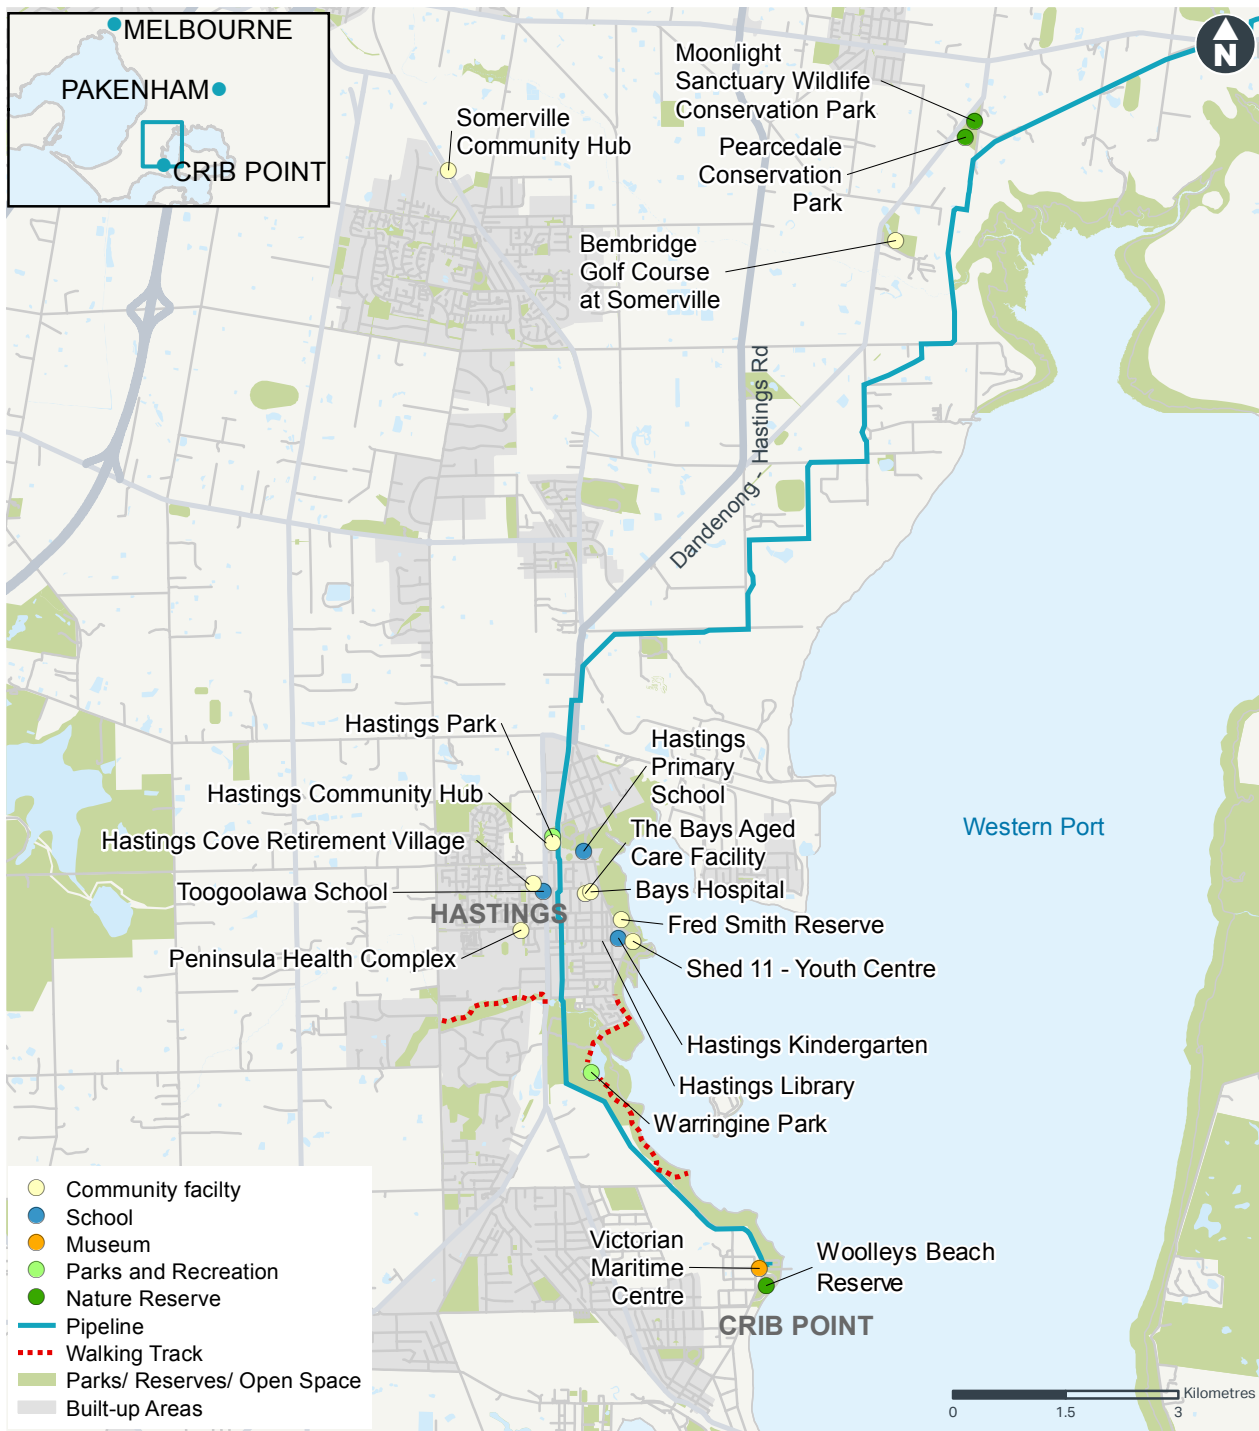 MELBOURNE
PAKENHAM
CRIB POINT
N
Moonlight
Sanctuary Wildlife
Conservation Park
Somerville
Community Hub
Pearcedale
Conservation
Park
Bembridge
Golf Course
at Somerville
Dandenong - Hastings Rd
Hastings Park
Hastings
Primary
School
Hastings Community Hub
The Bays Aged
Care Facility
Hastings Cove Retirement Village
Toogoolawa School
Bays Hospital
HASTINGS
Fred Smith Reserve
Peninsula Health Complex
Shed 11 - Youth Centre
Western Port
Hastings Kindergarten
Hastings Library
Warringine Park
Victorian
Maritime
Centre
Woolleys Beach
Reserve
CRIB POINT
Community facilty
School
Museum
Parks and Recreation
Nature Reserve
Pipeline
Walking Track
Parks/ Reserves/ Open Space
Built-up Areas
Kilometres
0 1.5 3